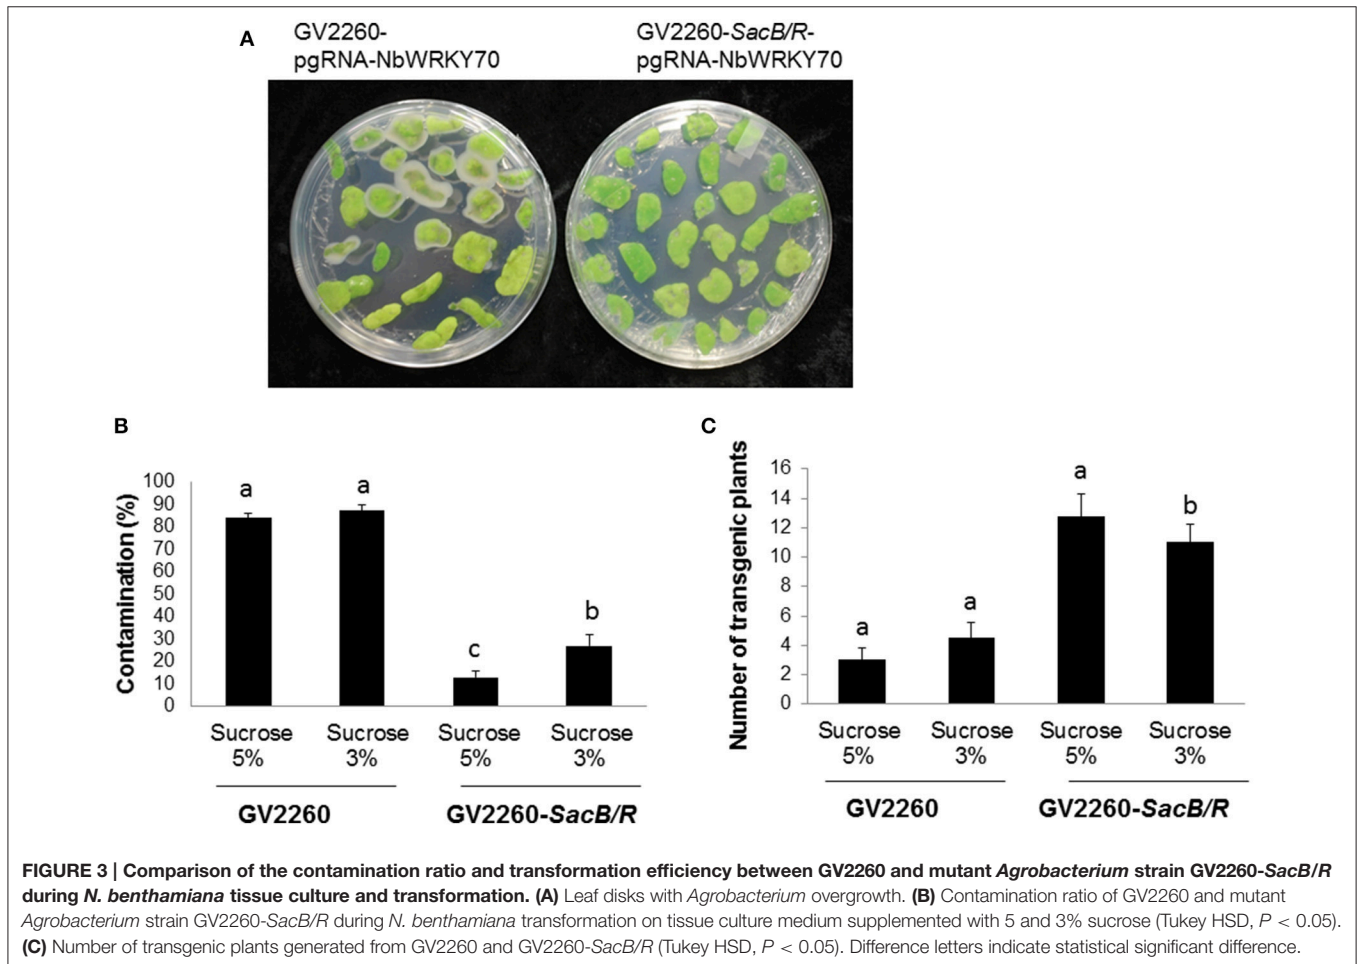 A
GV2260-
pgRNA-NbWRKY70
GV2260-SacB/R-
pgRNA-NbWRKY70
B
Contamination (%)
100
90
80
70
60
50
40
30
20
10
0
a
a
c
b
Sucrose
5%
Sucrose
3%
Sucrose
5%
Sucrose
3%
GV2260
GV2260-SacB/R
C
Number of transgenic plants
16
14
12
10
8
6
4
2
0
a
a
a
b
Sucrose
5%
Sucrose
3%
Sucrose
5%
Sucrose
3%
GV2260
GV2260-SacB/R
FIGURE 3 | Comparison of the contamination ratio and transformation efficiency between GV2260 and mutant Agrobacterium strain GV2260-SacB/R
during N. benthamiana tissue culture and transformation. (A) Leaf disks with Agrobacterium overgrowth. (B) Contamination ratio of GV2260 and mutant
Agrobacterium strain GV2260-SacB/R during N. benthamiana transformation on tissue culture medium supplemented with 5 and 3% sucrose (Tukey HSD, P < 0.05).
(C) Number of transgenic plants generated from GV2260 and GV2260-SacB/R (Tukey HSD, P < 0.05). Difference letters indicate statistical significant difference.